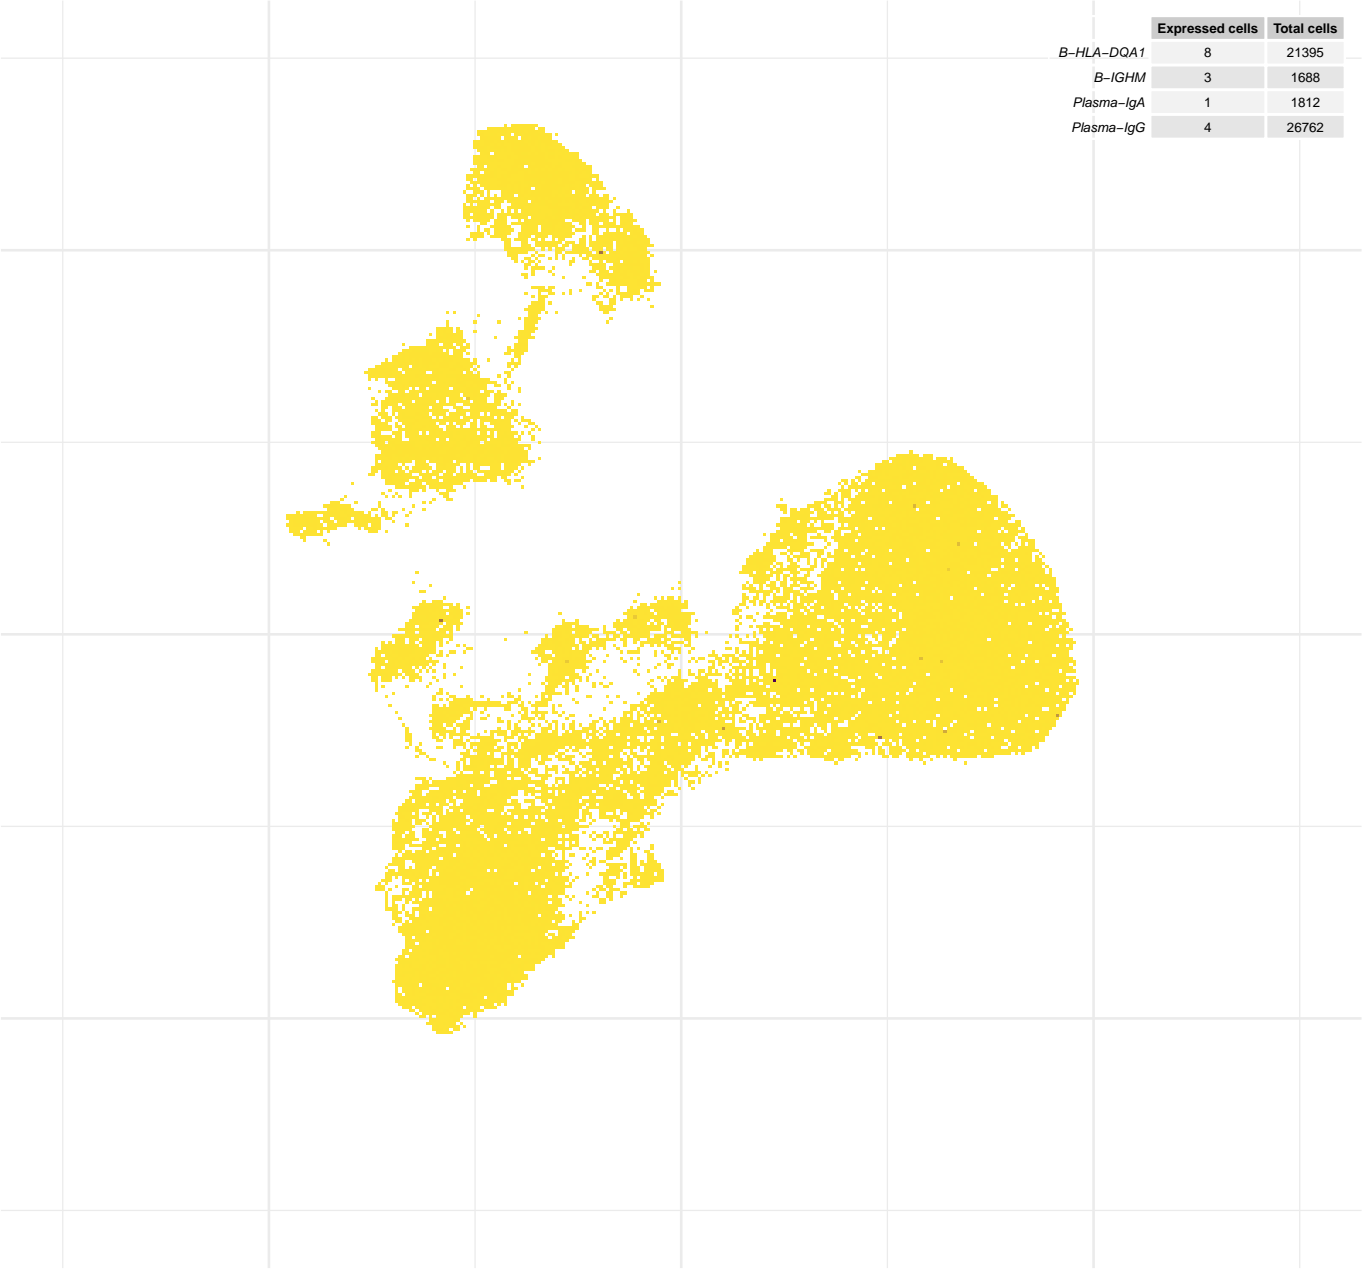 Expressed cells Total cells
B−HLA−DQA1 8 21395
B−IGHM 3 1688
Plasma−IgA 1 1812
Plasma−IgG 4 26762